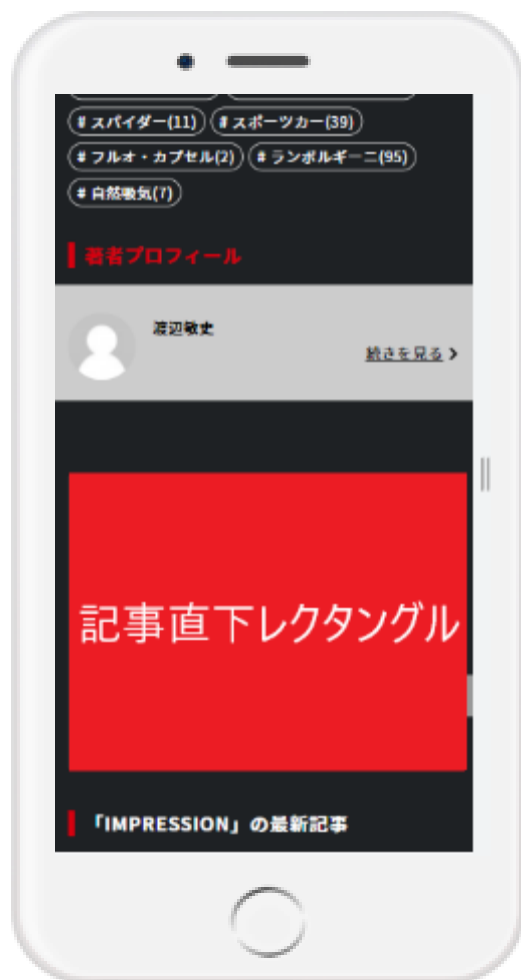 # スパイダー(11) # スポーツカー(39)
# フルオ・カプセル(2) # ランボルギーニ(95)
# 自然吸気(7)
著者プロフィール
渡辺敏史
続きを見る
記事直下レクタングル
「IMPRESSION」の最新記事